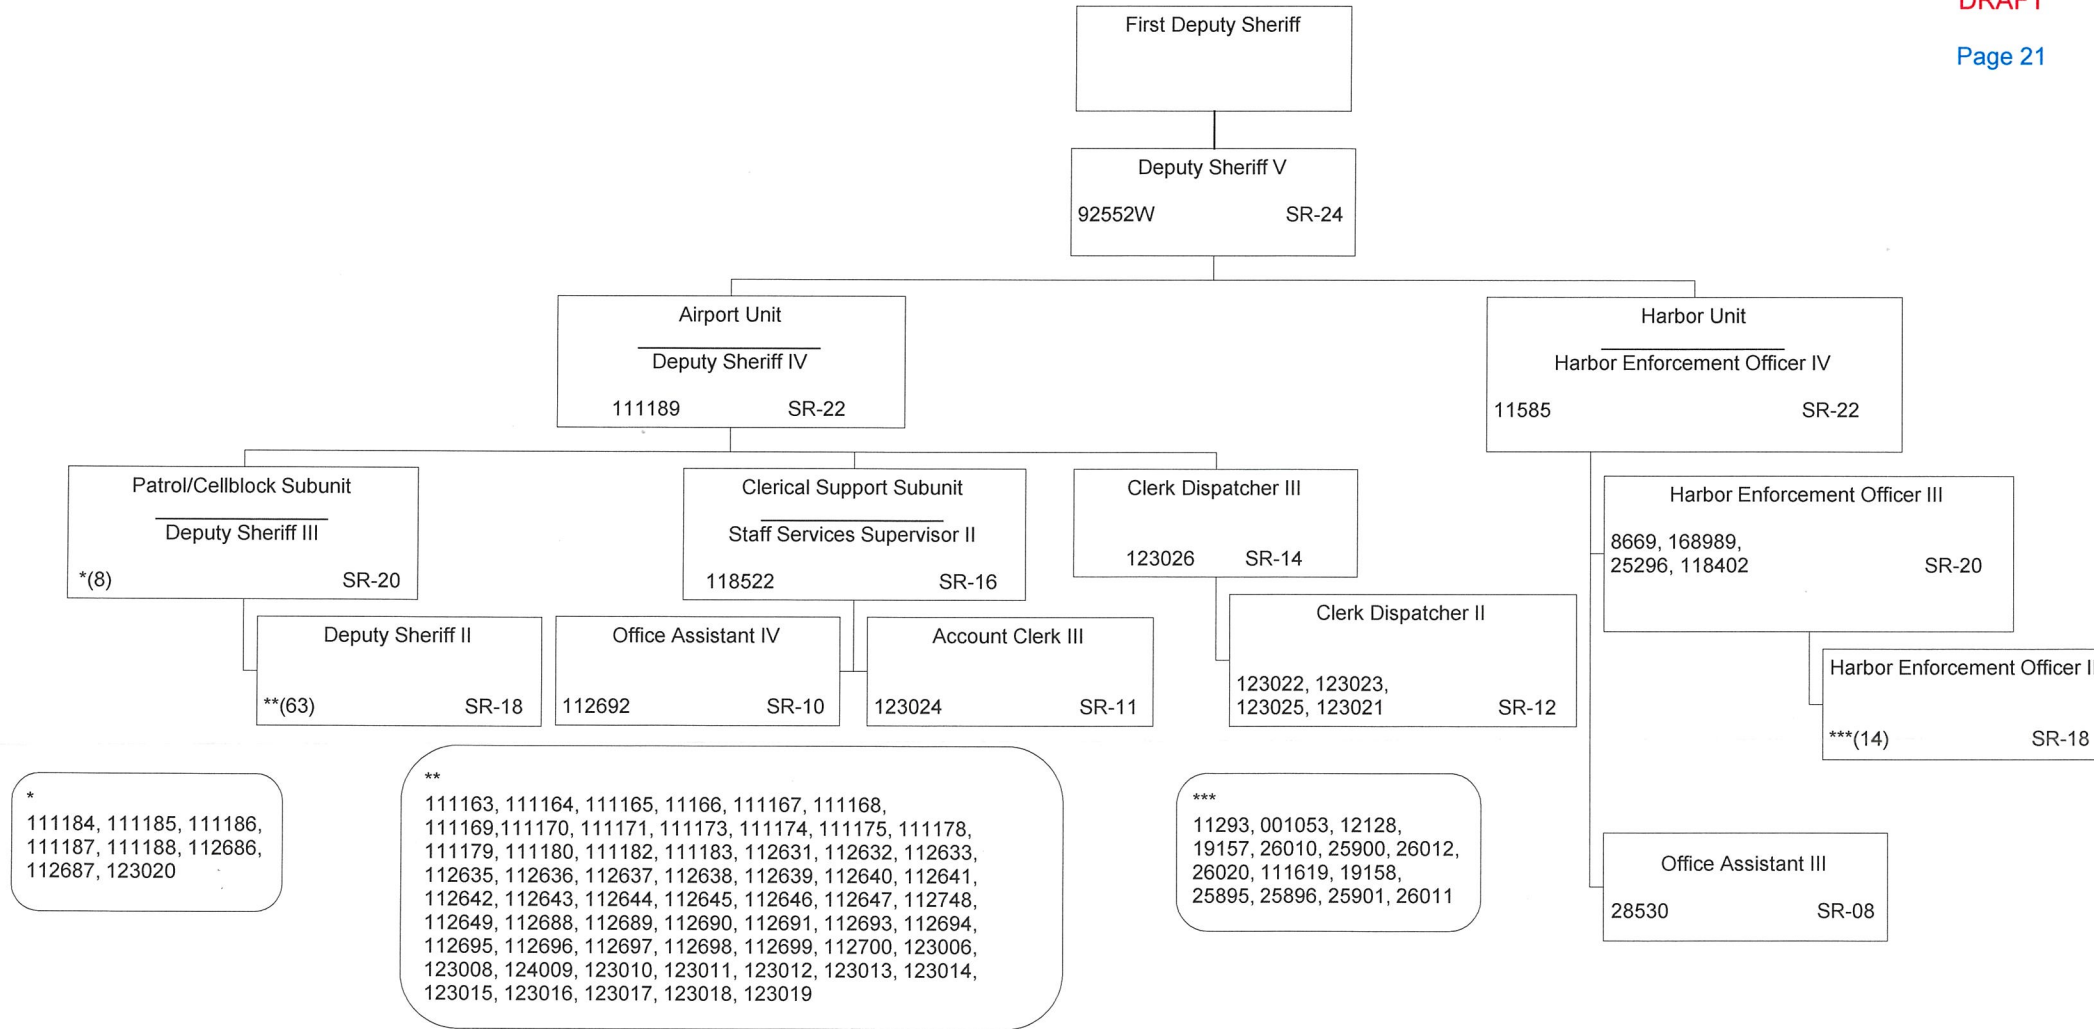 DRAFT
Page 21
First Deputy Sheriff
Deputy Sheriff V
92552W SR-24
Airport Unit
Deputy Sheriff IV
111189 SR-22
Harbor Unit
Harbor Enforcement Officer IV
11585 SR-22
Patrol/Cellblock Subunit
Deputy Sheriff III
*(8) SR-20
Clerical Support Subunit
Staff Services Supervisor II
118522 SR-16
Clerk Dispatcher III
123026 SR-14
Harbor Enforcement Officer III
8669, 168989,
25296, 118402 SR-20
Deputy Sheriff II
**(63) SR-18
Office Assistant IV
112692 SR-10
Account Clerk III
123024 SR-11
Clerk Dispatcher II
123022, 123023,
123025, 123021 SR-12
Harbor Enforcement Officer II
***(14) SR-18
*
111184, 111185, 111186,
111187, 111188, 112686,
112687, 123020
**
111163, 111164, 111165, 11166, 111167, 111168,
111169,111170, 111171, 111173, 111174, 111175, 111178,
111179, 111180, 111182, 111183, 112631, 112632, 112633,
112635, 112636, 112637, 112638, 112639, 112640, 112641,
112642, 112643, 112644, 112645, 112646, 112647, 112748,
112649, 112688, 112689, 112690, 112691, 112693, 112694,
112695, 112696, 112697, 112698, 112699, 112700, 123006,
123008, 124009, 123010, 123011, 123012, 123013, 123014,
123015, 123016, 123017, 123018, 123019
***
11293, 001053, 12128,
19157, 26010, 25900, 26012,
26020, 111619, 19158,
25895, 25896, 25901, 26011
Office Assistant III
28530 SR-08